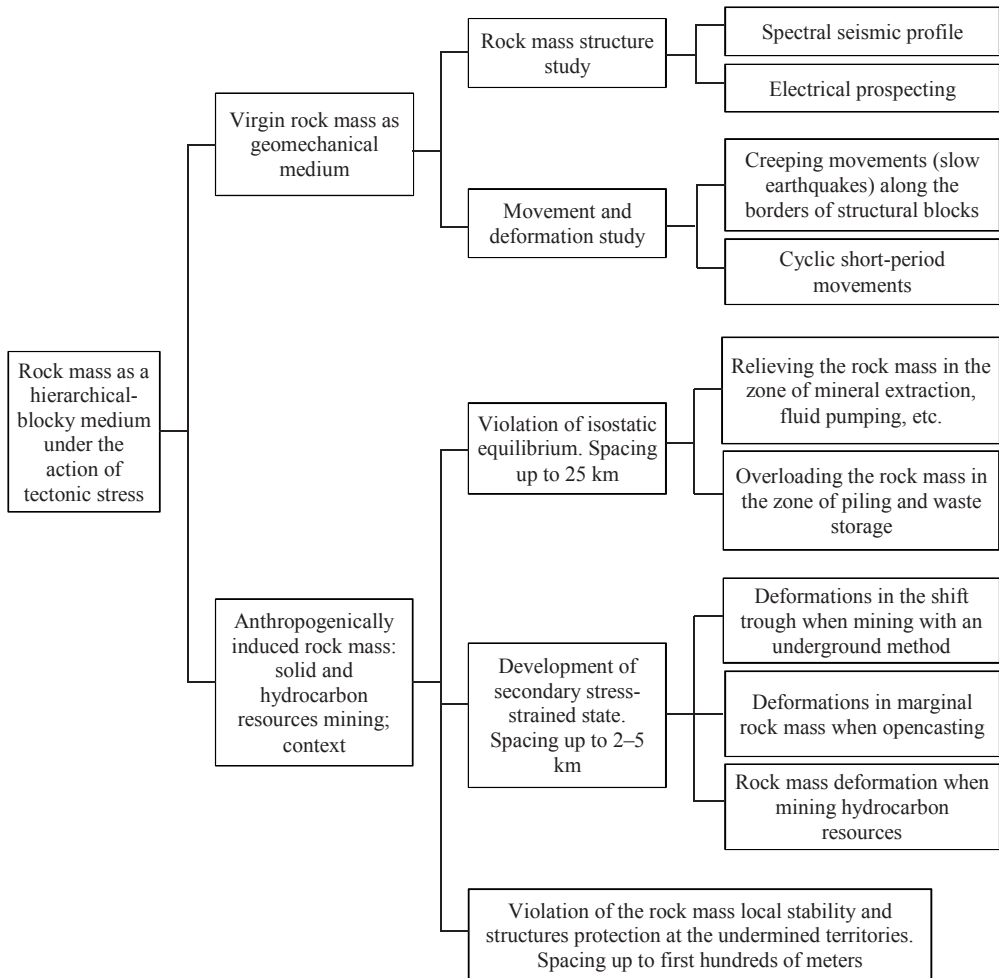 Rock mass structure
study
Spectral seismic profile
Electrical prospecting
Virgin rock mass as
geomechanical
medium
Movement and
deformation study
Creeping movements (slow
earthquakes) along the
borders of structural blocks
Cyclic short-period
movements
Rock mass as a
hierarchical-
blocky medium
under the
action of
tectonic stress
Violation of isostatic
equilibrium. Spacing
up to 25 km
Relieving the rock mass in the
zone of mineral extraction,
fluid pumping, etc.
Overloading the rock mass in
the zone of piling and waste
storage
Anthropogenically
induced rock mass:
solid and
hydrocarbon
resources mining;
context
Development of
secondary stress-
strained state.
Spacing up to 2–5
km
Deformations in the shift
trough when mining with an
underground method
Deformations in marginal
rock mass when opencasting
Rock mass deformation when
mining hydrocarbon
resources
Violation of the rock mass local stability and
structures protection at the undermined territories.
Spacing up to first hundreds of meters